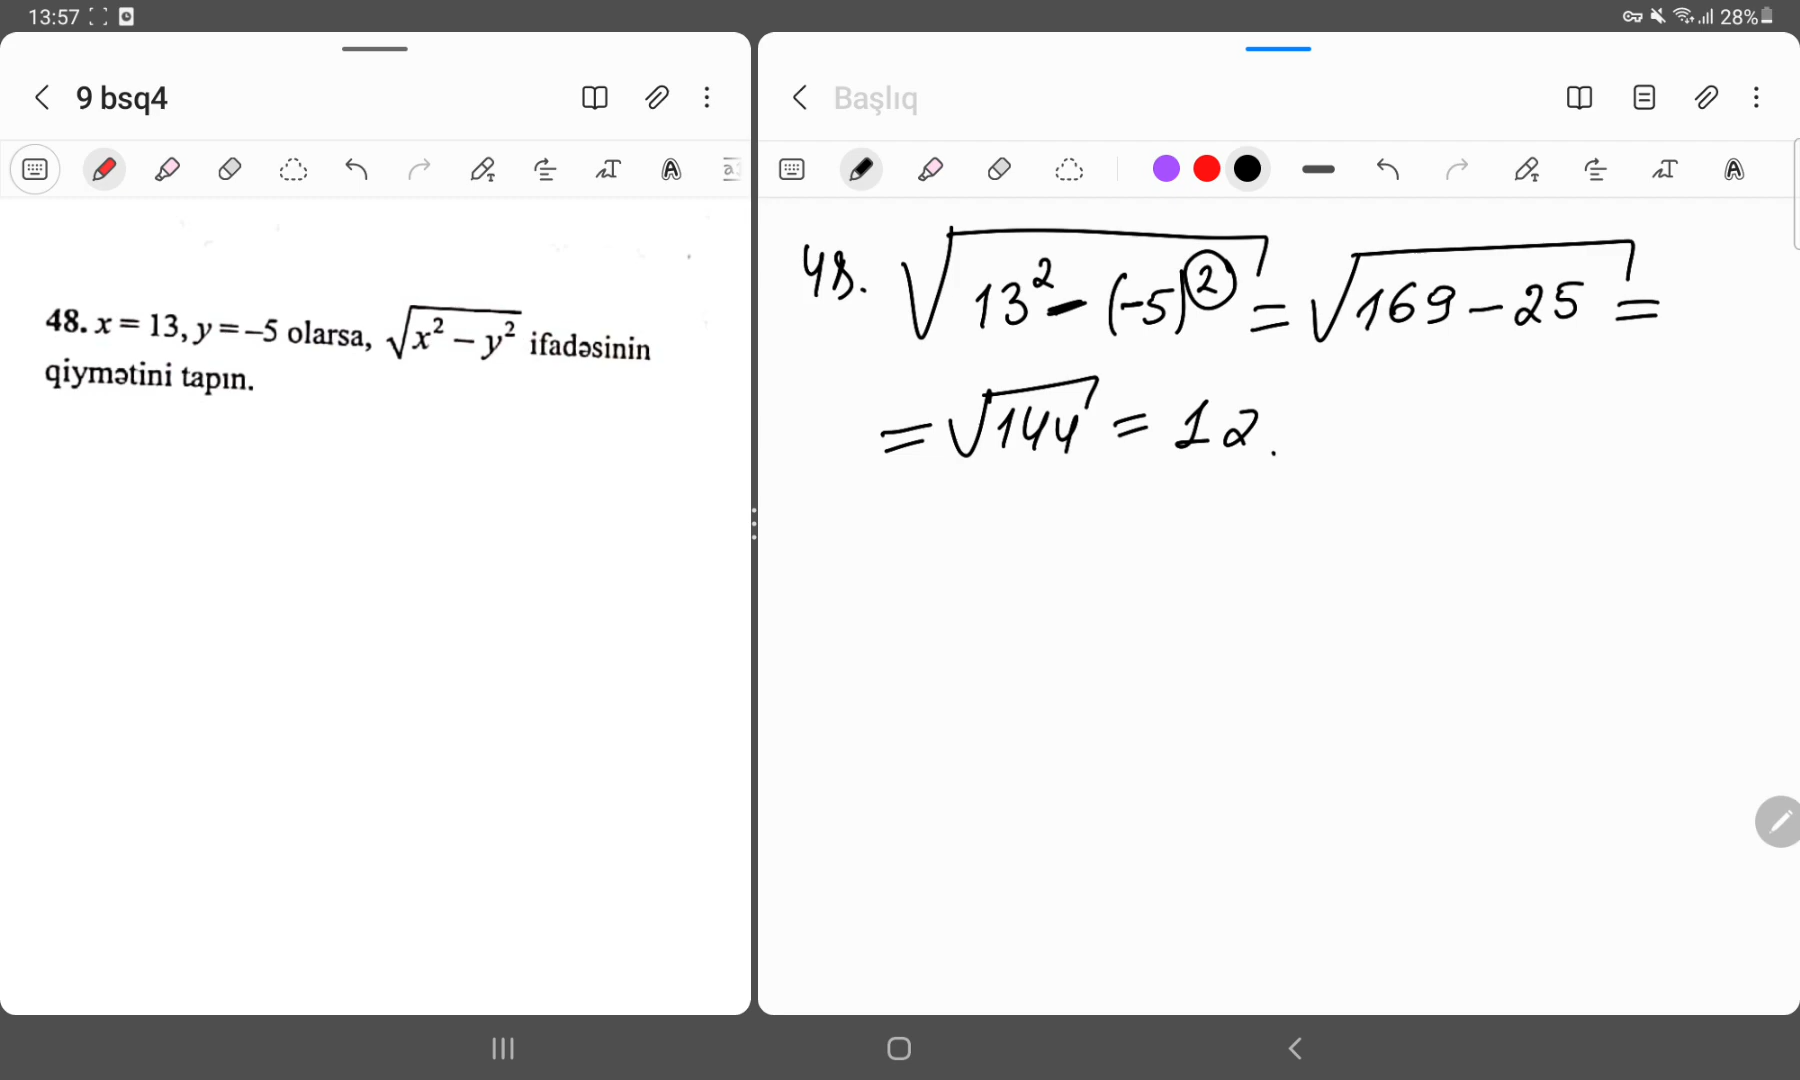 13:57
28%
9 bsq4
48. x = 13, y = –5 olarsa, √x² – y² ifadəsinin
qiymətini tapın.
Başlıq
48. √13² – (–5)² = √169 – 25 =
= √144 = 12.